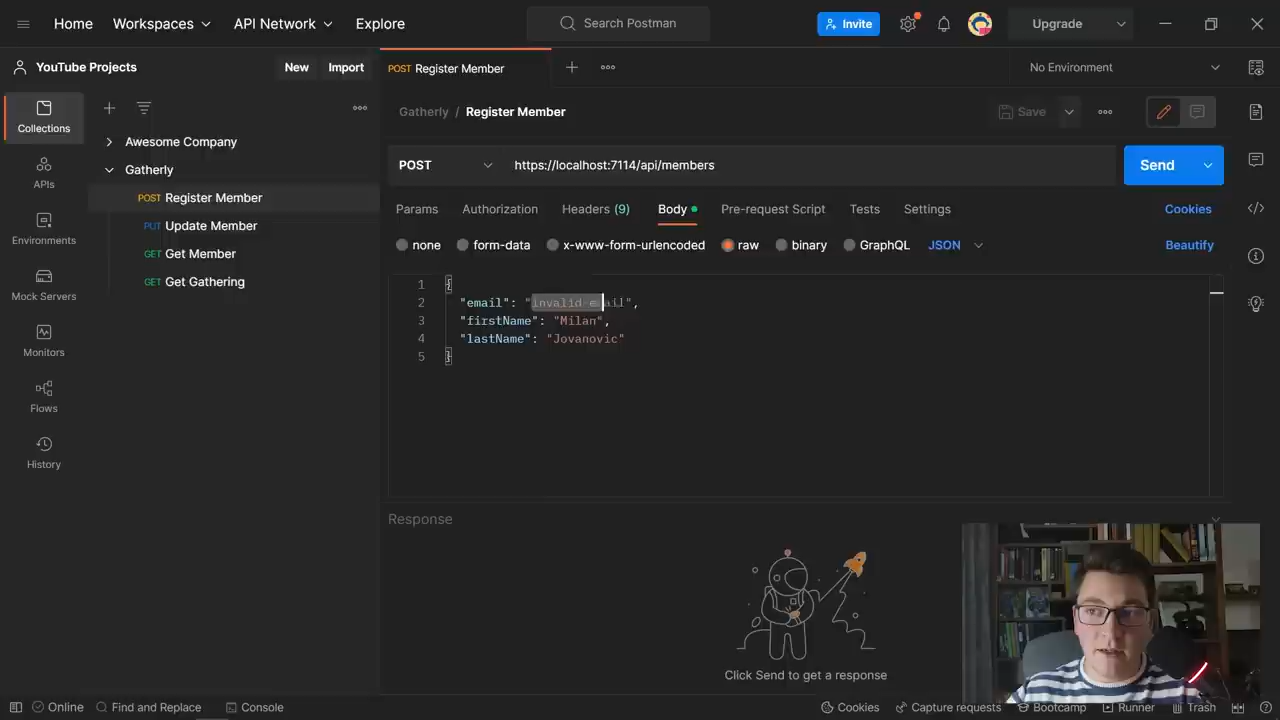 Home Workspaces API Network Explore Search Postman Invite Upgrade
YouTube Projects New Import POST Register Member No Environment
Collections
APIs
Environments
Mock Servers
Monitors
Flows
History
Awesome Company
Gatherly
POST Register Member
PUT Update Member
GET Get Member
GET Get Gathering
Gatherly / Register Member Save
POST https://localhost:7114/api/members Send
Params Authorization Headers (9) Body Pre-request Script Tests Settings Cookies
none form-data x-www-form-urlencoded raw binary GraphQL JSON Beautify
1 {
2 "email": "invalid-email",
3 "firstName": "Milan",
4 "lastName": "Jovanovic"
5 }
Response
Click Send to get a response
Online Find and Replace Console Cookies Capture requests Bootcamp Runner Trash